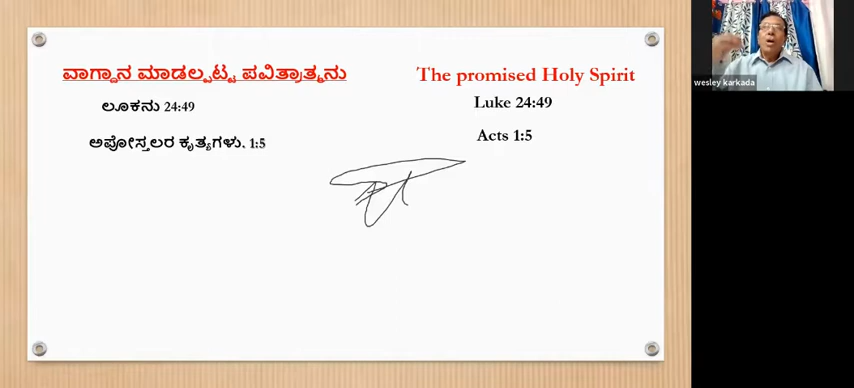 ವಾಗ್ದಾನ ಮಾಡಲ್ಪಟ್ಟ ಪವಿತ್ರಾತ್ಮನು
The promised Holy Spirit
ಲೂಕನು 24:49
Luke 24:49
ಅಪೋಸ್ತಲರ ಕೃತ್ಯಗಳು. 1:5
Acts 1:5
wesley karkada